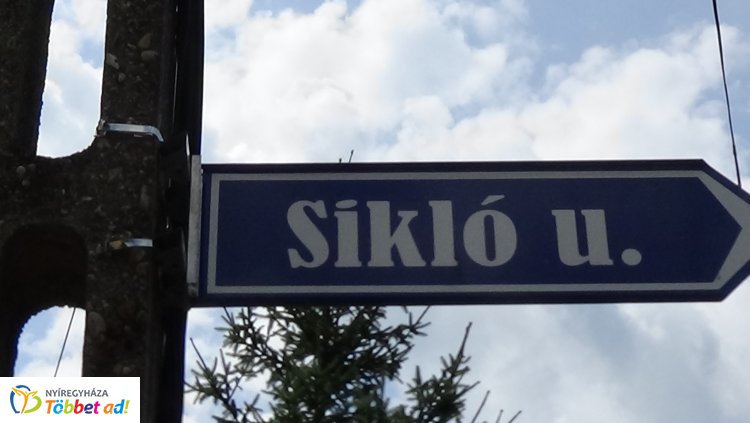 Sikló u.
NYÍREGYHÁZA
Többet ad!